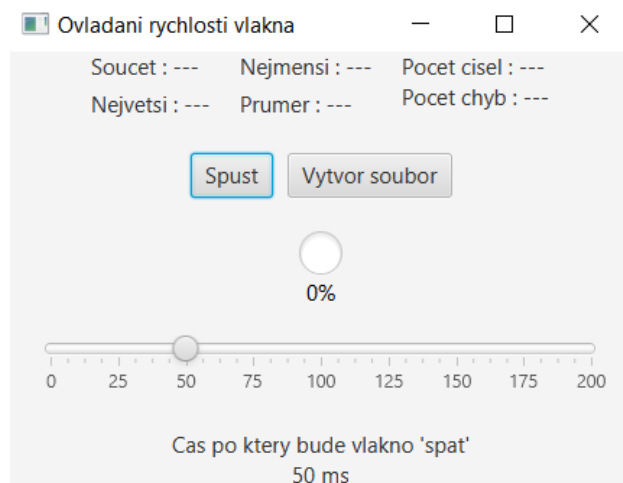 Ovladani rychlosti vlakna
Soucet : --- Nejmensi : --- Pocet cisel : ---
Nejvetsi : --- Prumer : --- Pocet chyb : ---
Spust Vytvor soubor
0%
0 25 50 75 100 125 150 175 200
Cas po ktery bude vlakno 'spat'
50 ms